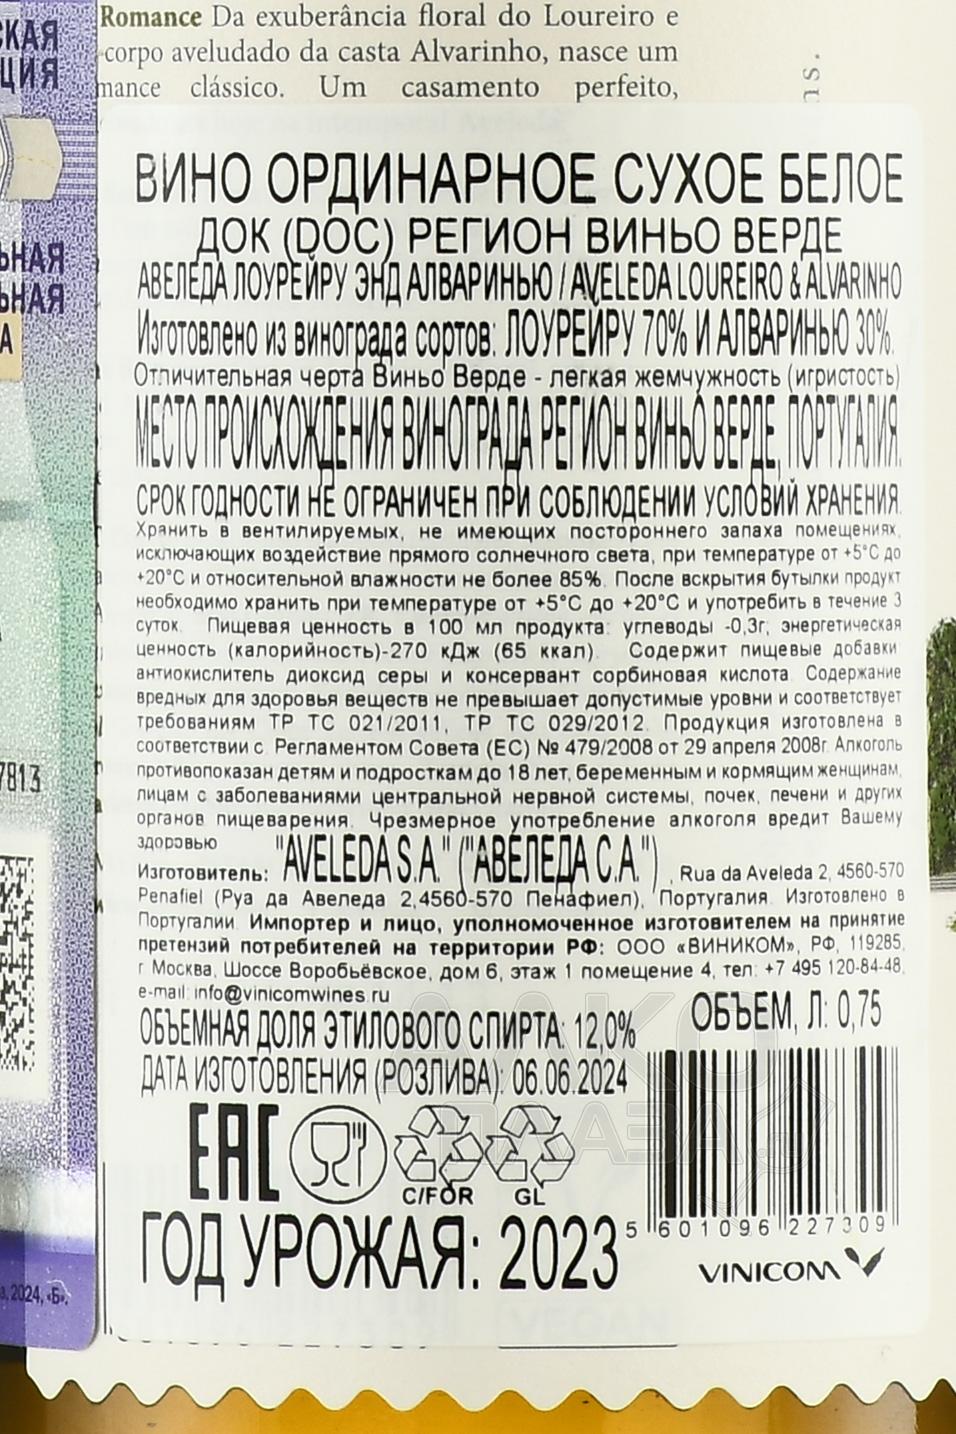 Romance Da exuberância floral do Loureiro e
corpo aveludado da casta Alvarinho, nasce um
mance clássico. Um casamento perfeito,
ВИНО ОРДИНАРНОЕ СУХОЕ БЕЛОЕ
ДОК (DOC) РЕГИОН ВИНЬО ВЕРДЕ
АВЕЛЕДА ЛОУРЕЙРУ ЭНД АЛВАРИНЬЮ / AVELEDA LOUREIRO & ALVARINHO
Изготовлено из винограда сортов: ЛОУРЕЙРУ 70% И АЛВАРИНЬЮ 30%.
Отличительная черта Виньо Верде - легкая жемчужность (игристость)
МЕСТО ПРОИСХОЖДЕНИЯ ВИНОГРАДА РЕГИОН ВИНЬО ВЕРДЕ, ПОРТУГАЛИЯ.
СРОК ГОДНОСТИ НЕ ОГРАНИЧЕН ПРИ СОБЛЮДЕНИИ УСЛОВИЙ ХРАНЕНИЯ.
Хранить в вентилируемых, не имеющих постороннего запаха помещениях,
исключающих воздействие прямого солнечного света, при температуре от +5°С до
+20°С и относительной влажности не более 85%. После вскрытия бутылки продукт
необходимо хранить при температуре от +5°С до +20°С и употребить в течение 3
суток. Пищевая ценность в 100 мл продукта: углеводы -0,3г; энергетическая
ценность (калорийность)-270 кДж (65 ккал). Содержит пищевые добавки
антиокислитель диоксид серы и консервант сорбиновая кислота. Содержание
вредных для здоровья веществ не превышает допустимые уровни и соответствует
требованиям ТР ТС 021/2011, ТР ТС 029/2012. Продукция изготовлена в
соответствии с Регламентом Совета (ЕС) № 479/2008 от 29 апреля 2008г. Алкоголь
противопоказан детям и подросткам до 18 лет, беременным и кормящим женщинам,
лицам с заболеваниями центральной нервной системы, почек, печени и других
органов пищеварения. Чрезмерное употребление алкоголя вредит Вашему
здоровью
Изготовитель: "AVELEDA S.A." ("АВЕЛЕДА С.А."), Rua da Aveleda 2, 4560-570
Penafiel (Руа да Авеледа 2,4560-570 Пенафиел), Португалия. Изготовлено в
Португалии. Импортер и лицо, уполномоченное изготовителем на принятие
претензий потребителей на территории РФ: ООО «ВИНИКОМ», РФ, 119285,
г Москва, Шоссе Воробьёвское, дом 6, этаж 1 помещение 4, тел: +7 495 120-84-48,
e-mail: info@vinicomwines.ru
ОБЪЕМ, Л: 0,75
ОБЪЕМНАЯ ДОЛЯ ЭТИЛОВОГО СПИРТА: 12,0%
ДАТА ИЗГОТОВЛЕНИЯ (РОЗЛИВА): 06.06.2024
EAC
C/FOR
GL
ГОД УРОЖАЯ: 2023
5 601096 227309
VINICOM
VEGAN
АЛКО
ПЛАЗА
СКАЯ
ЦИЯ
ЬНАЯ
ЬНАЯ
А
7813
2024, «Б».